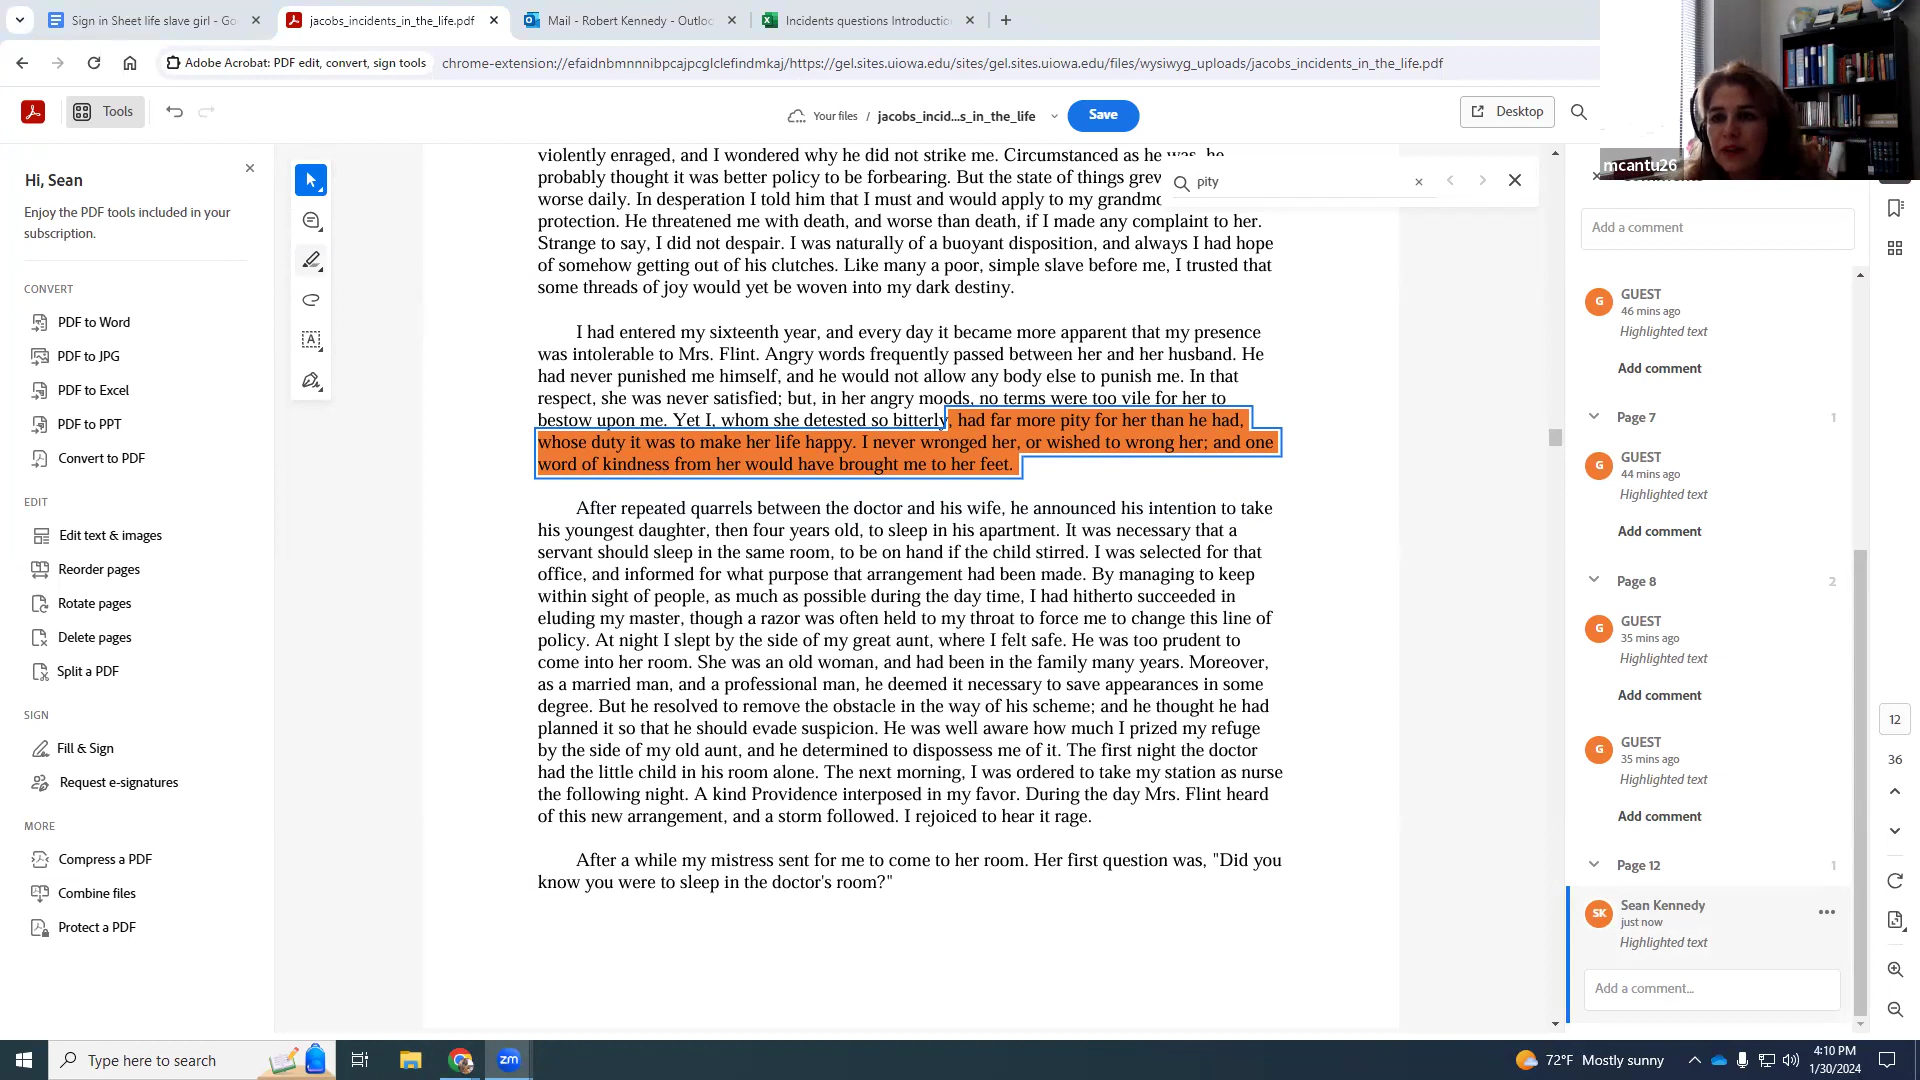 Sign in Sheet life slave girl - Go
jacobs_incidents_in_the_life.pdf
Mail - Robert Kennedy - Outlo
Incidents questions Introductio
Adobe Acrobat: PDF edit, convert, sign tools
chrome-extension://efaidnbmnnnibpcajpcglclefindmkaj/https://gel.sites.uiowa.edu/sites/gel.sites.uiowa.edu/files/wysiwyg_uploads/jacobs_incidents_in_the_life.pdf
Tools
Your files / jacobs_incid...s_in_the_life
Save
Desktop
mcantu26
Hi, Sean
Enjoy the PDF tools included in your
subscription.
CONVERT
PDF to Word
PDF to JPG
PDF to Excel
PDF to PPT
Convert to PDF
EDIT
Edit text & images
Reorder pages
Rotate pages
Delete pages
Split a PDF
SIGN
Fill & Sign
Request e-signatures
MORE
Compress a PDF
Combine files
Protect a PDF
pity
violently enraged, and I wondered why he did not strike me. Circumstanced as he was, he
probably thought it was better policy to be forbearing. But the state of things grew
worse daily. In desperation I told him that I must and would apply to my grandmo
protection. He threatened me with death, and worse than death, if I made any complaint to her.
Strange to say, I did not despair. I was naturally of a buoyant disposition, and always I had hope
of somehow getting out of his clutches. Like many a poor, simple slave before me, I trusted that
some threads of joy would yet be woven into my dark destiny.
I had entered my sixteenth year, and every day it became more apparent that my presence
was intolerable to Mrs. Flint. Angry words frequently passed between her and her husband. He
had never punished me himself, and he would not allow any body else to punish me. In that
respect, she was never satisfied; but, in her angry moods, no terms were too vile for her to
bestow upon me. Yet I, whom she detested so bitterly, had far more pity for her than he had,
whose duty it was to make her life happy. I never wronged her, or wished to wrong her; and one
word of kindness from her would have brought me to her feet.
After repeated quarrels between the doctor and his wife, he announced his intention to take
his youngest daughter, then four years old, to sleep in his apartment. It was necessary that a
servant should sleep in the same room, to be on hand if the child stirred. I was selected for that
office, and informed for what purpose that arrangement had been made. By managing to keep
within sight of people, as much as possible during the day time, I had hitherto succeeded in
eluding my master, though a razor was often held to my throat to force me to change this line of
policy. At night I slept by the side of my great aunt, where I felt safe. He was too prudent to
come into her room. She was an old woman, and had been in the family many years. Moreover,
as a married man, and a professional man, he deemed it necessary to save appearances in some
degree. But he resolved to remove the obstacle in the way of his scheme; and he thought he had
planned it so that he should evade suspicion. He was well aware how much I prized my refuge
by the side of my old aunt, and he determined to dispossess me of it. The first night the doctor
had the little child in his room alone. The next morning, I was ordered to take my station as nurse
the following night. A kind Providence interposed in my favor. During the day Mrs. Flint heard
of this new arrangement, and a storm followed. I rejoiced to hear it rage.
After a while my mistress sent for me to come to her room. Her first question was, "Did you
know you were to sleep in the doctor's room?"
Add a comment
G
GUEST
46 mins ago
Highlighted text
Add comment
Page 7
1
G
GUEST
44 mins ago
Highlighted text
Add comment
Page 8
2
G
GUEST
35 mins ago
Highlighted text
Add comment
G
GUEST
35 mins ago
Highlighted text
Add comment
Page 12
1
SK
Sean Kennedy
just now
Highlighted text
Add a comment...
12
36
Type here to search
zm
72°F Mostly sunny
4:10 PM
1/30/2024